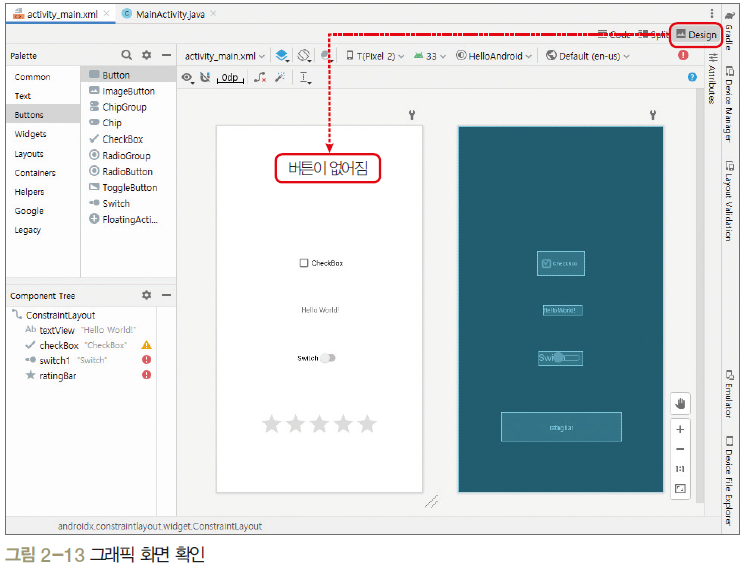 activity_main.xml
MainActivity.java
Code
Split
Design
Palette
activity_main.xml
T(Pixel 2)
33
HelloAndroid
Default (en-us)
0dp
Common
Text
Buttons
Widgets
Layouts
Containers
Helpers
Google
Legacy
Button
ImageButton
ChipGroup
Chip
CheckBox
RadioGroup
RadioButton
ToggleButton
Switch
FloatingActi...
버튼이 없어짐
CheckBox
Hello World!
Switch
CheckBox
Hello World!
Switch
ratingBar
Component Tree
ConstraintLayout
Ab textView "Hello World!"
checkBox "CheckBox"
switch1 "Switch"
ratingBar
1:1
Gradle
Attributes
Device Manager
Layout Validation
Emulator
Device File Explorer
androidx.constraintlayout.widget.ConstraintLayout
그림 2-13 그래픽 화면 확인